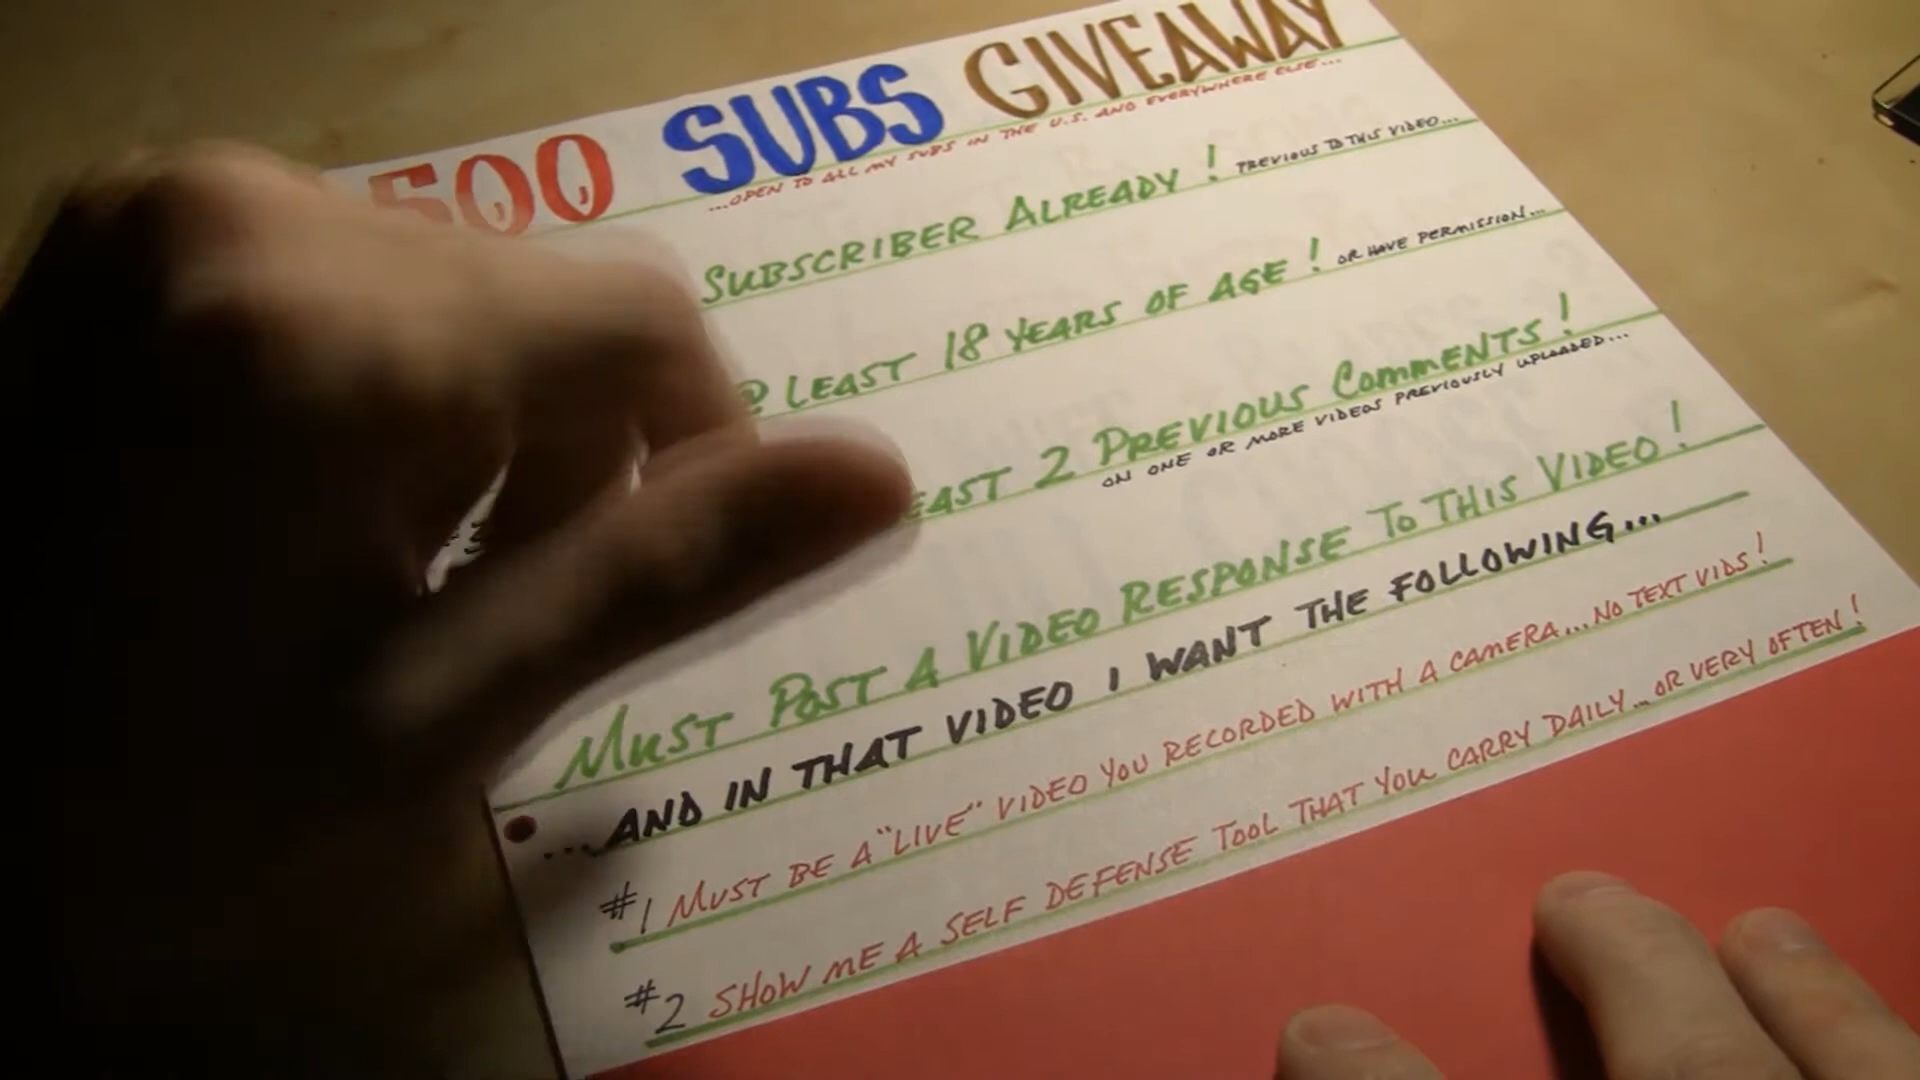 500 SUBS GIVEAWAY
...OPEN TO ALL MY SUBS IN THE U.S. AND EVERYWHERE ELSE...
SUBSCRIBER ALREADY! PREVIOUS TO THIS VIDEO...
@ LEAST 18 YEARS OF AGE! OR HAVE PERMISSION...
EAST 2 PREVIOUS COMMENTS!
ON ONE OR MORE VIDEOS PREVIOUSLY UPLOADED...
MUST POST A VIDEO RESPONSE TO THIS VIDEO!
...AND IN THAT VIDEO I WANT THE FOLLOWING...
#1 MUST BE A "LIVE" VIDEO YOU RECORDED WITH A CAMERA...NO TEXT VIDS!
#2 SHOW ME A SELF DEFENSE TOOL THAT YOU CARRY DAILY...OR VERY OFTEN!